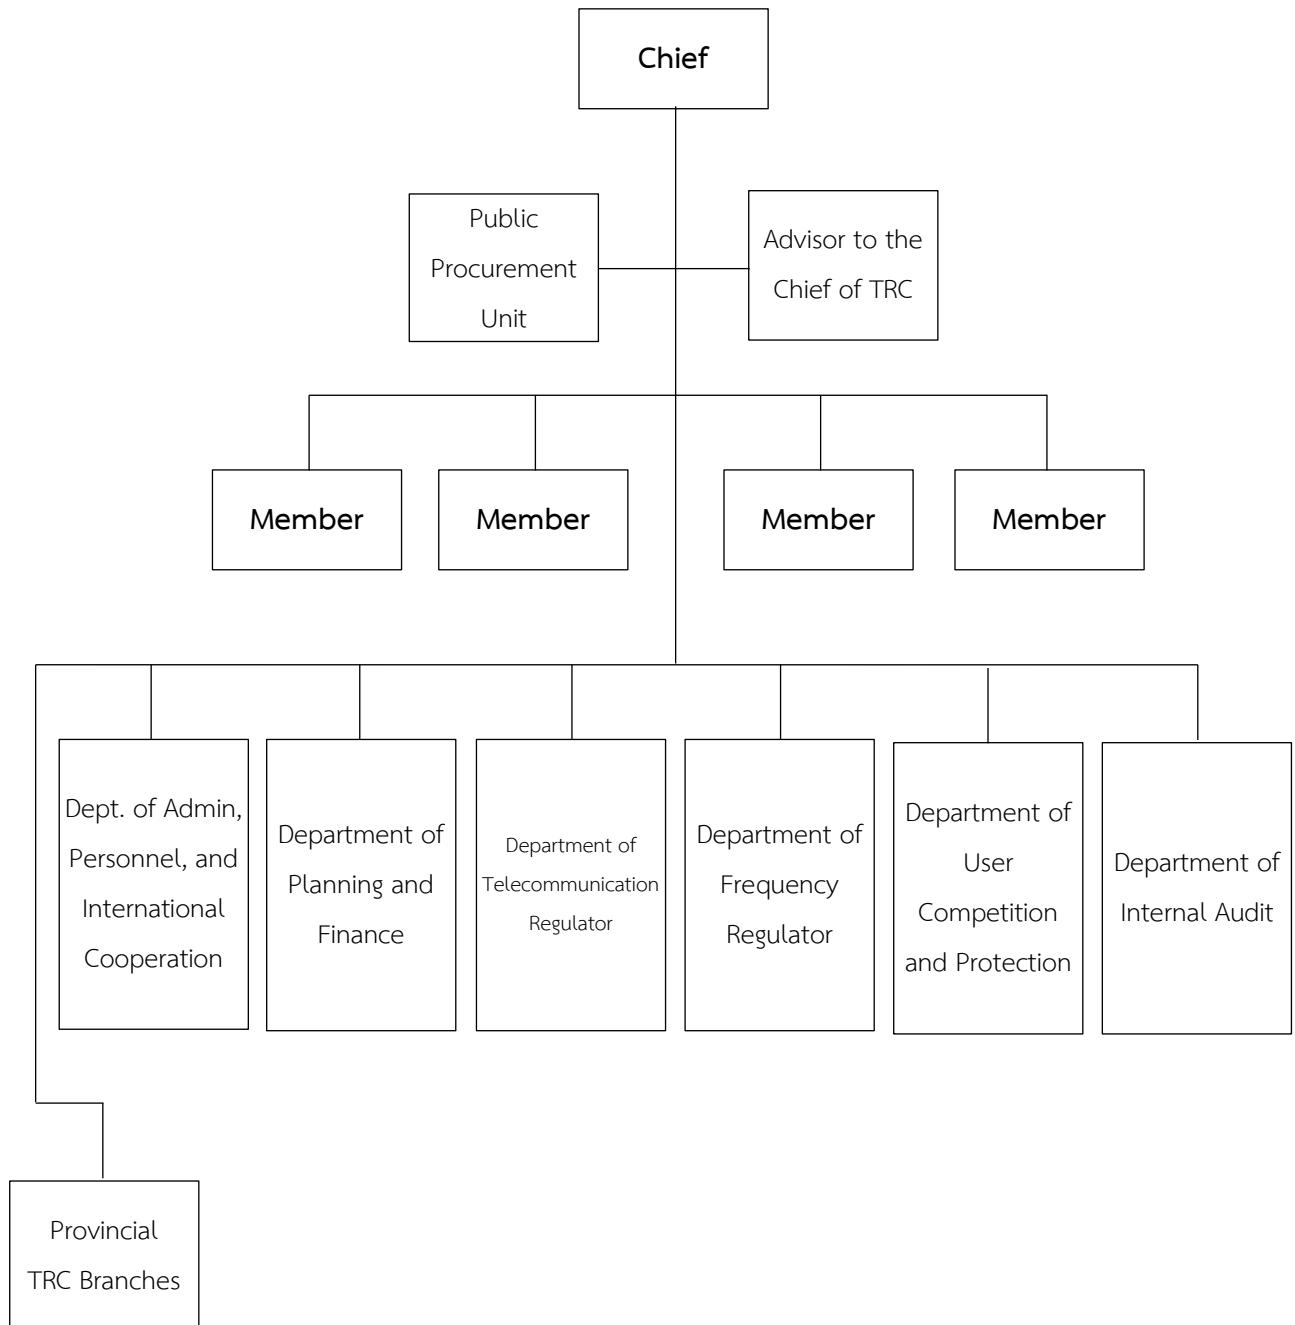 Chief
Public
Procurement
Unit
Advisor to the
Chief of TRC
Member
Member
Member
Member
Dept. of Admin,
Personnel, and
International
Cooperation
Department of
Planning and
Finance
Department of
Telecommunication
Regulator
Department of
Frequency
Regulator
Department of
User
Competition
and Protection
Department of
Internal Audit
Provincial
TRC Branches